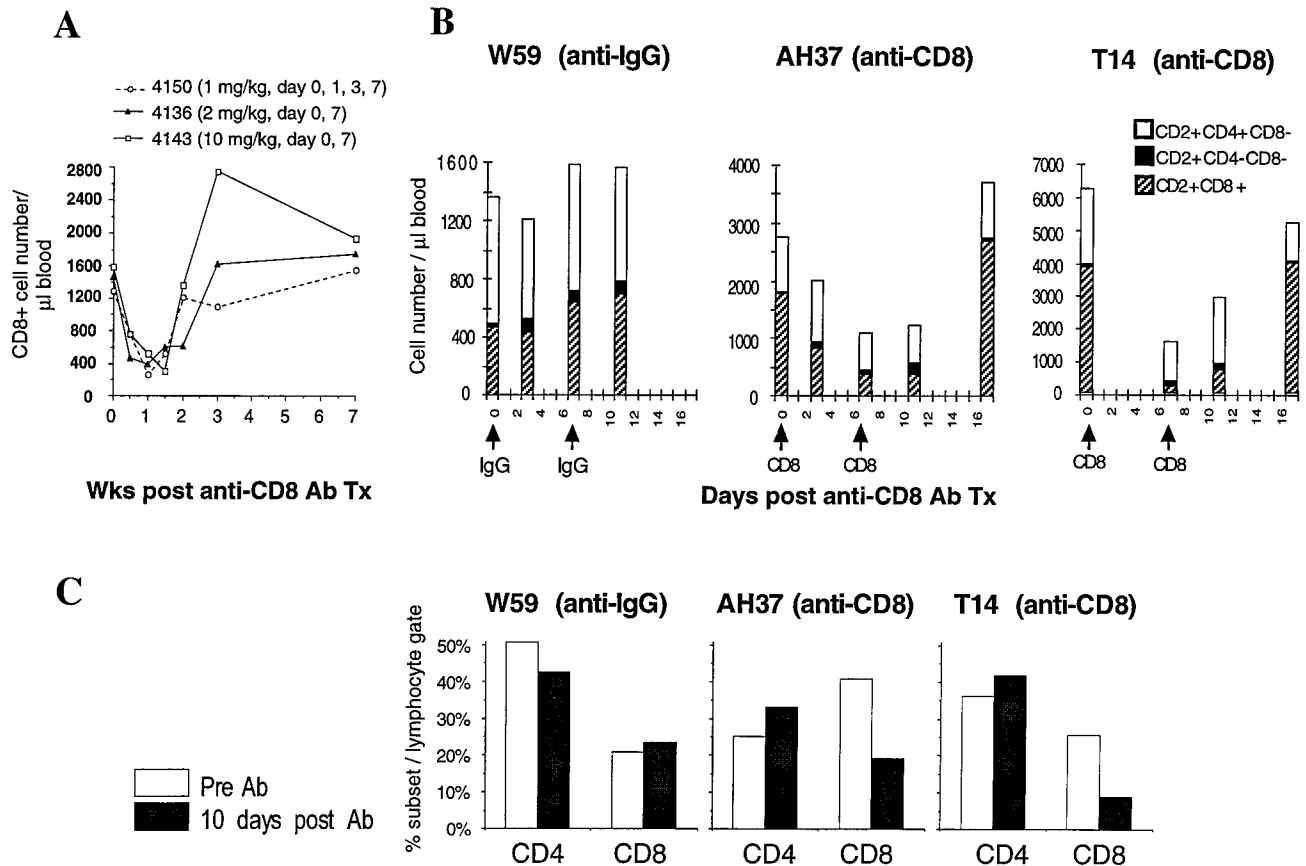 A
4150 (1 mg/kg, day 0, 1, 3, 7)
4136 (2 mg/kg, day 0, 7)
4143 (10 mg/kg, day 0, 7)
CD8+ cell number/
µl blood
2800
2400
2000
1600
1200
800
400
0
0 1 2 3 4 5 6 7
Wks post anti-CD8 Ab Tx
B
W59 (anti-IgG)
AH37 (anti-CD8)
T14 (anti-CD8)
CD2+CD4+CD8-
CD2+CD4-CD8-
CD2+CD8 +
Cell number / µl blood
1600
1200
800
400
0
0 2 4 6 8 10 12 14 16
IgG IgG
4000
3000
2000
1000
0
0 2 4 6 8 10 12 14 16
CD8 CD8
7000
6000
5000
4000
3000
2000
1000
0
0 2 4 6 8 10 12 14 16
CD8 CD8
Days post anti-CD8 Ab Tx
C
W59 (anti-IgG)
AH37 (anti-CD8)
T14 (anti-CD8)
% subset / lymphocyte gate
50%
40%
30%
20%
10%
0%
CD4 CD8
CD4 CD8
CD4 CD8
Pre Ab
10 days post Ab